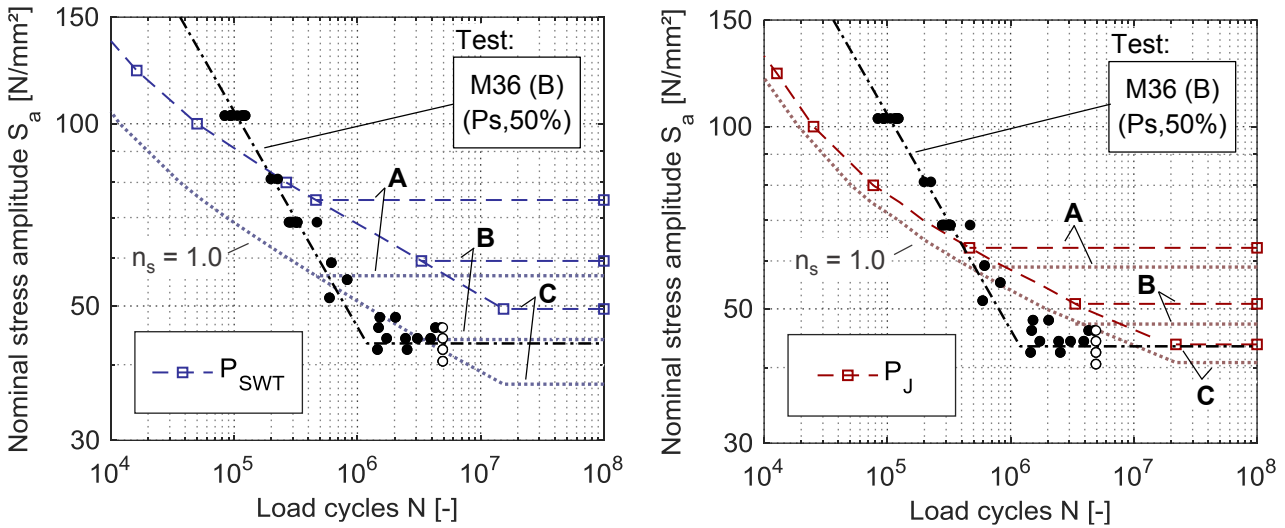 Nominal stress amplitude S_a [N/mm²]
150
100
50
30
10^4
10^5
10^6
10^7
10^8
Load cycles N [-]
Test:
M36 (B)
(Ps,50%)
A
B
C
n_s = 1.0
P_SWT
Nominal stress amplitude S_a [N/mm²]
150
100
50
30
10^4
10^5
10^6
10^7
10^8
Load cycles N [-]
Test:
M36 (B)
(Ps,50%)
A
B
C
n_s = 1.0
P_J